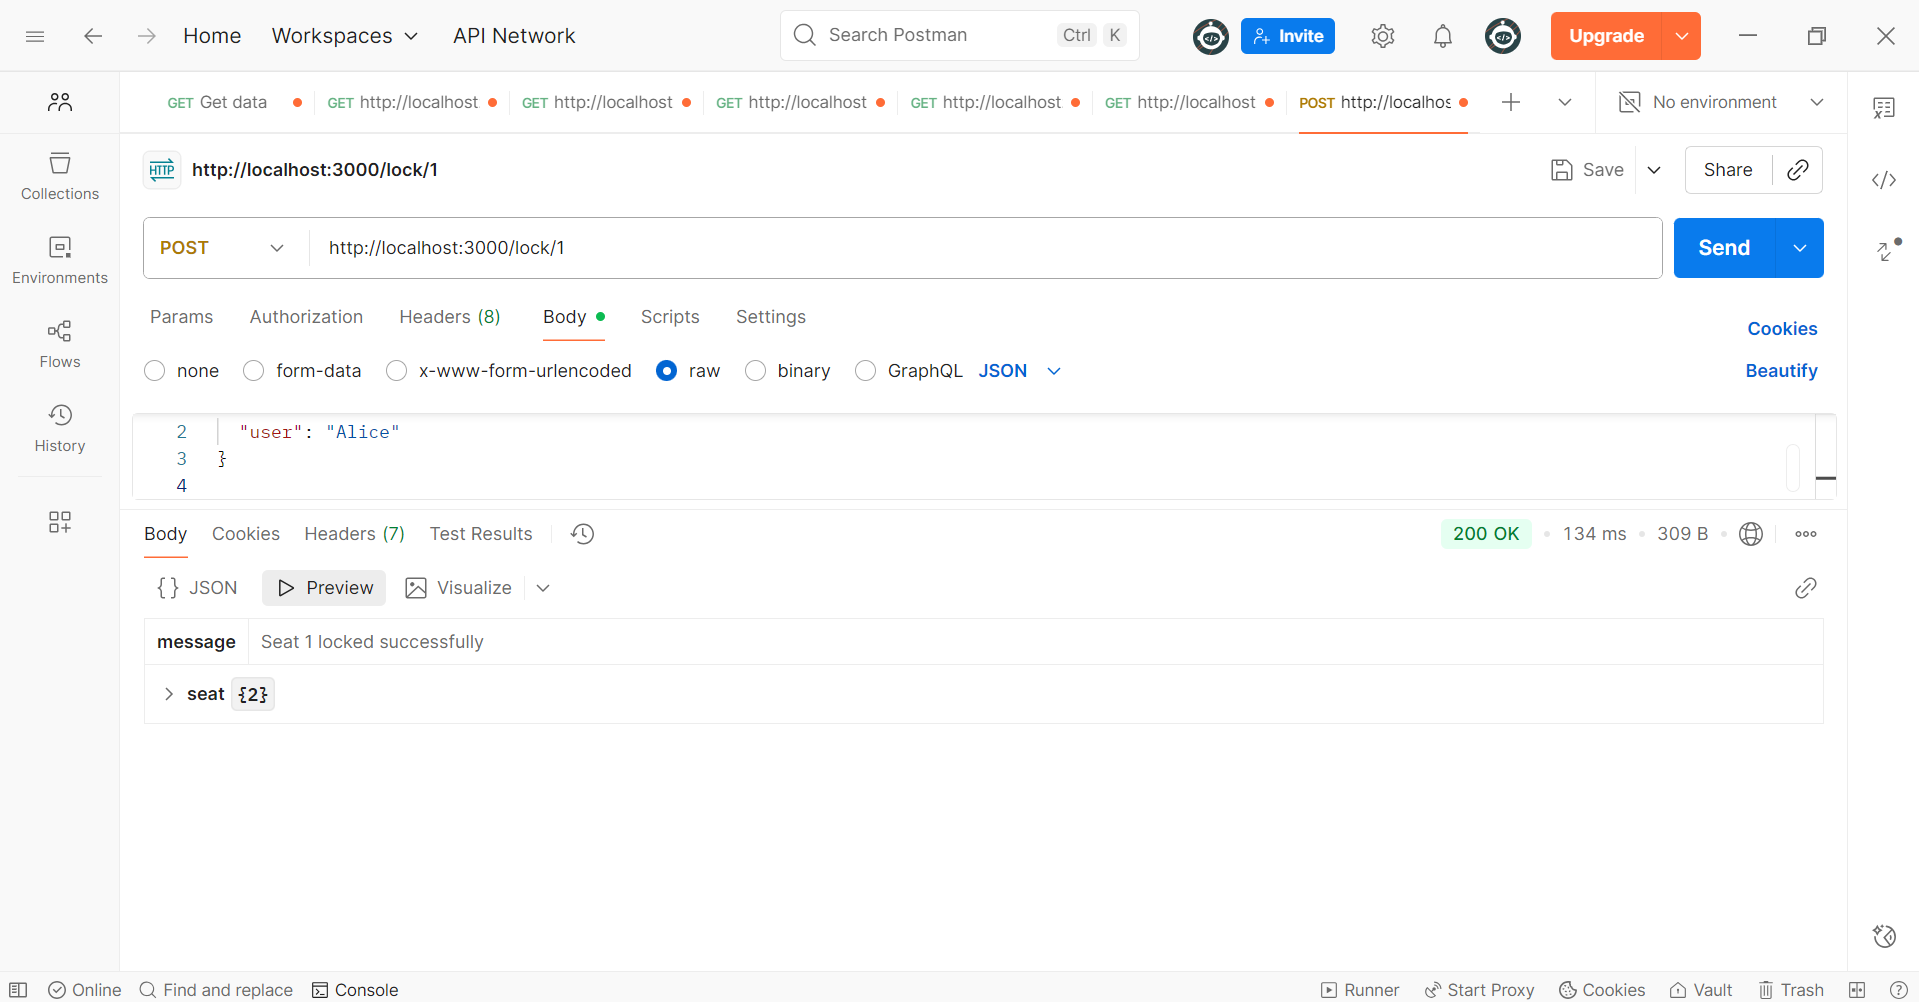 Home Workspaces API Network Search Postman Ctrl K Invite Upgrade
GET Get data GET http://localhost GET http://localhost GET http://localhost GET http://localhost GET http://localhost POST http://localhos No environment
HTTP http://localhost:3000/lock/1 Save Share
Collections
POST http://localhost:3000/lock/1 Send
Environments
Params Authorization Headers (8) Body Scripts Settings Cookies
Flows
none form-data x-www-form-urlencoded raw binary GraphQL JSON Beautify
History
2 "user": "Alice"
3 }
4
Body Cookies Headers (7) Test Results 200 OK 134 ms 309 B
{} JSON Preview Visualize
message Seat 1 locked successfully
seat {2}
Online Find and replace Console Runner Start Proxy Cookies Vault Trash